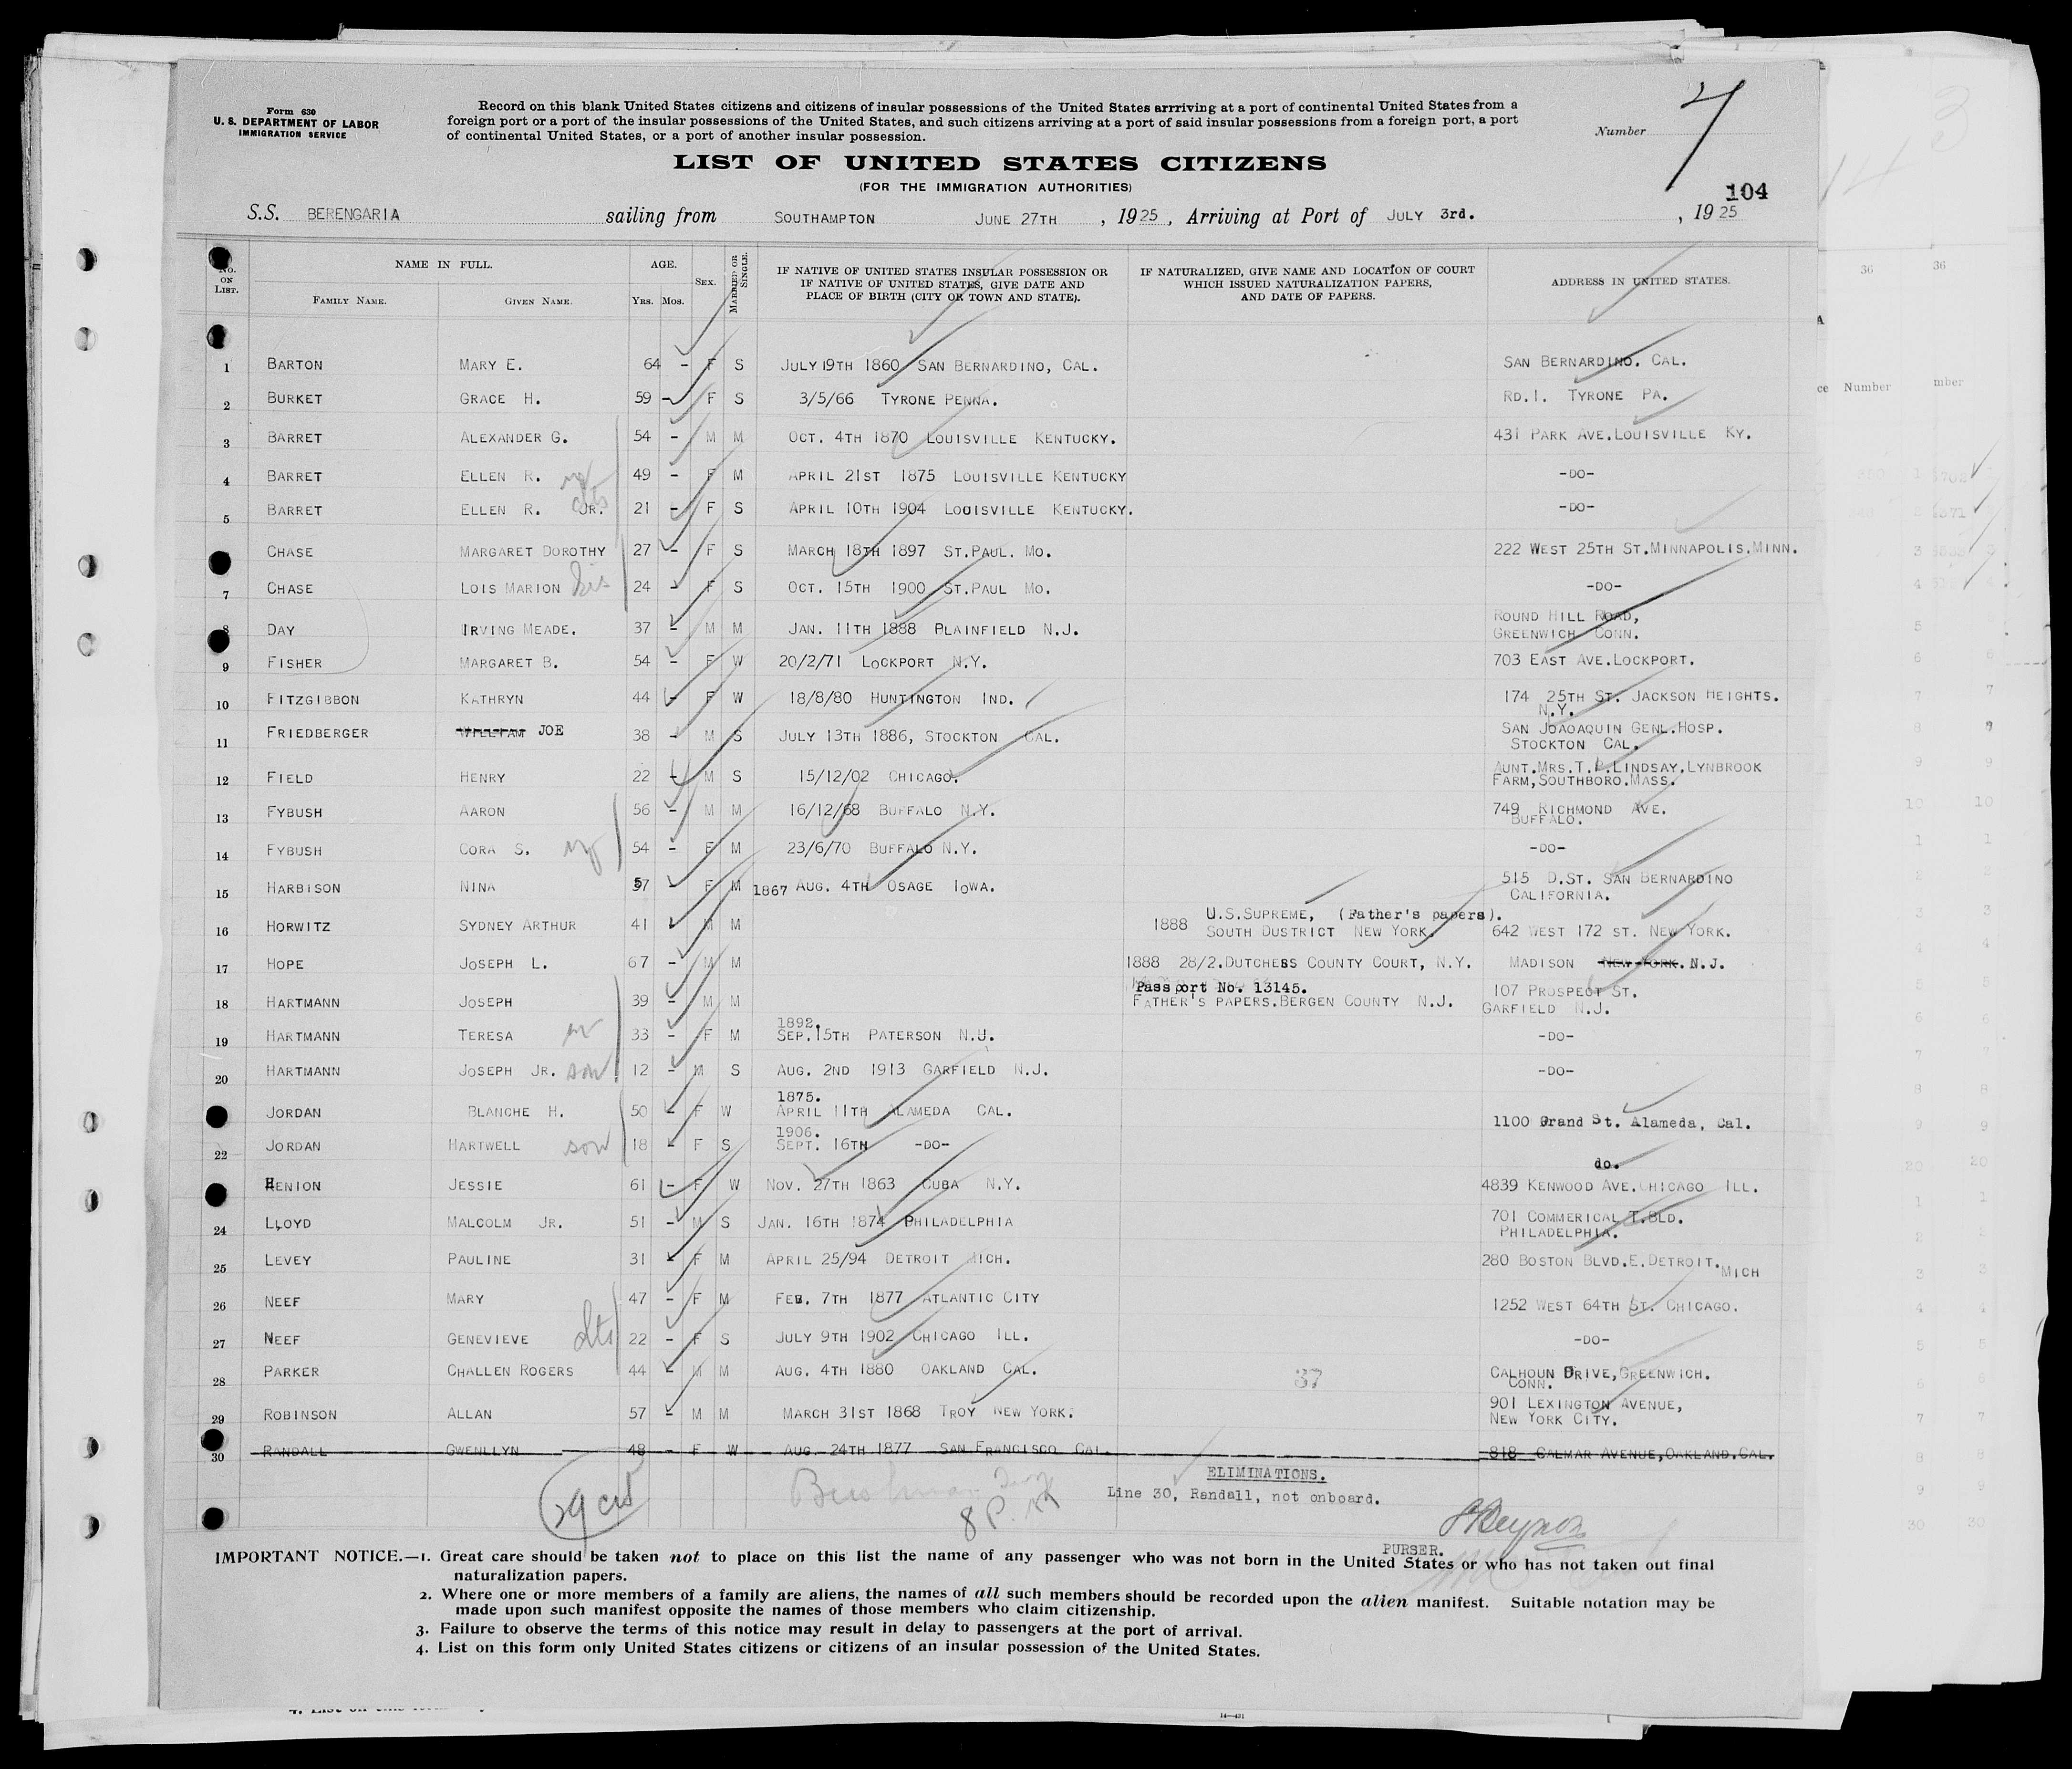 Form 630
U. S. DEPARTMENT OF LABOR
IMMIGRATION SERVICE
Record on this blank United States citizens and citizens of insular possessions of the United States arrriving at a port of continental United States from a
foreign port or a port of the insular possessions of the United States, and such citizens arriving at a port of said insular possessions from a foreign port, a port
of continental United States, or a port of another insular possession.
Number
LIST OF UNITED STATES CITIZENS
(FOR THE IMMIGRATION AUTHORITIES)
104
S.S. BERENGARIA sailing from SOUTHAMPTON JUNE 27TH , 1925 , Arriving at Port of JULY 3rd. , 1925
No. ON LIST. NAME IN FULL. AGE. SEX. MARRIED OR SINGLE. IF NATIVE OF UNITED STATES INSULAR POSSESSION OR IF NATIVE OF UNITED STATES, GIVE DATE AND PLACE OF BIRTH (CITY OR TOWN AND STATE). IF NATURALIZED, GIVE NAME AND LOCATION OF COURT WHICH ISSUED NATURALIZATION PAPERS, AND DATE OF PAPERS. ADDRESS IN UNITED STATES.
FAMILY NAME. GIVEN NAME. Yrs. Mos.
1 BARTON MARY E. 64 - F S JULY 19TH 1860 SAN BERNARDINO, CAL. SAN BERNARDINO. CAL.
2 BURKET GRACE H. 59 - F S 3/5/66 TYRONE PENNA. RD.1. TYRONE PA.
3 BARRET ALEXANDER G. 54 - M M OCT. 4TH 1870 LOUISVILLE KENTUCKY. 431 PARK AVE.LOUISVILLE KY.
4 BARRET ELLEN R. 49 - F M APRIL 21ST 1875 LOUISVILLE KENTUCKY -DO-
5 BARRET ELLEN R. JR. 21 - F S APRIL 10TH 1904 LOUISVILLE KENTUCKY. -DO-
CHASE MARGARET DOROTHY 27 - F S MARCH 18TH 1897 ST.PAUL. MO. 222 WEST 25TH ST.MINNAPOLIS.MINN.
7 CHASE LOIS MARION sis 24 - F S OCT. 15TH 1900 ST.PAUL MO. -DO-
8 DAY IRVING MEADE. 37 - M M JAN. 11TH 1888 PLAINFIELD N.J. ROUND HILL ROAD,
GREENWICH CONN.
9 FISHER MARGARET B. 54 - F W 20/2/71 LOCKPORT N.Y. 703 EAST AVE.LOCKPORT.
10 FITZGIBBON KATHRYN 44 - F W 18/8/80 HUNTINGTON IND. 174 25TH ST. JACKSON HEIGHTS.
N.Y.
11 FRIEDBERGER WILLIAM JOE 38 - M S JULY 13TH 1886, STOCKTON CAL. SAN JOAOAQUIN GENL.HOSP.
STOCKTON CAL.
12 FIELD HENRY 22 - M S 15/12/02 CHICAGO. AUNT.MRS.T.P.LINDSAY,LYNBROOK
FARM,SOUTHBORO.MASS.
13 FYBUSH AARON 56 - M M 16/12/68 BUFFALO N.Y. 749 RICHMOND AVE.
BUFFALO.
14 FYBUSH CORA S. 54 - F M 23/6/70 BUFFALO N.Y. -DO-
15 HARBISON NINA 57 - F M 1867 AUG. 4TH OSAGE IOWA. 515 D.ST. SAN BERNARDINO
CALIFORNIA.
16 HORWITZ SYDNEY ARTHUR 41 - M M 1888 U.S.SUPREME, (Father's papers).
SOUTH DUSTRICT NEW YORK. 642 WEST 172 ST. NEW YORK.
17 HOPE JOSEPH L. 67 - M M 1888 28/2.DUTCHESS COUNTY COURT, N.Y. MADISON NEW YORK. N.J.
Passport No. 13145.
18 HARTMANN JOSEPH 39 - M M FATHER'S PAPERS.BERGEN COUNTY N.J. 107 PROSPECT ST.
GARFIELD N.J.
1892.
19 HARTMANN TERESA 33 - F M SEP.15TH PATERSON N.J. -DO-
20 HARTMANN JOSEPH JR. son 12 - M S AUG. 2ND 1913 GARFIELD N.J. -DO-
1875.
JORDAN BLANCHE H. 50 - F W APRIL 11TH ALAMEDA CAL. 1100 Grand St. Alameda, Cal.
1906.
22 JORDAN HARTWELL son 18 - F S SEPT. 16TH -DO- do.
HENION JESSIE 61 - F W NOV. 27TH 1863 CUBA N.Y. 4839 KENWOOD AVE.CHICAGO ILL.
24 LLOYD MALCOLM JR. 51 - M S JAN. 16TH 1874 PHILADELPHIA 701 COMMERICAL T.BLD.
PHILADELPHIA.
25 LEVEY PAULINE 31 - F M APRIL 25/94 DETROIT MICH. 280 BOSTON BLVD.E.DETROIT. MICH
26 NEEF MARY 47 - F M FEB. 7TH 1877 ATLANTIC CITY 1252 WEST 64TH ST. CHICAGO.
27 NEEF GENEVIEVE 22 - F S JULY 9TH 1902 CHICAGO ILL. -DO-
28 PARKER CHALLEN ROGERS 44 - M M AUG. 4TH 1880 OAKLAND CAL. 37 CALHOUN DRIVE,GREENWICH.
CONN.
29 ROBINSON ALLAN 57 - M M MARCH 31ST 1868 TROY NEW YORK. 901 LEXINGTON AVENUE,
NEW YORK CITY.
30 RANDALL GWENLLYN 48 - F W AUG. 24TH 1877 SAN FRANCISCO CAL. 818 CALMAR AVENUE,OAKLAND.CAL.
ELIMINATIONS.
Line 30, Randall, not onboard.
PURSER.
IMPORTANT NOTICE.—1. Great care should be taken not to place on this list the name of any passenger who was not born in the United States or who has not taken out final
naturalization papers.
2. Where one or more members of a family are aliens, the names of all such members should be recorded upon the alien manifest. Suitable notation may be
made upon such manifest opposite the names of those members who claim citizenship.
3. Failure to observe the terms of this notice may result in delay to passengers at the port of arrival.
4. List on this form only United States citizens or citizens of an insular possession of the United States.
14—431